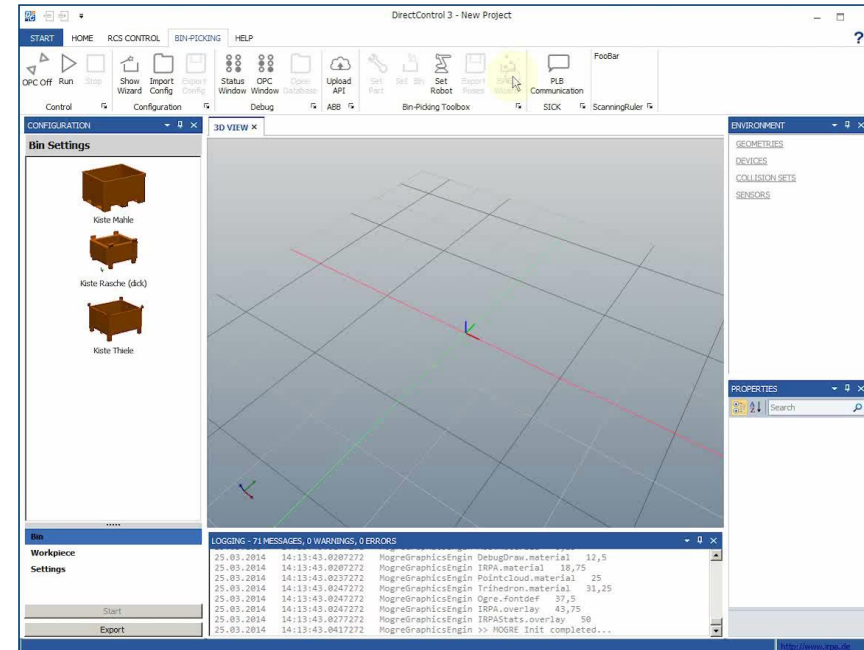 DirectControl 3 - New Project
START HOME RCS CONTROL BIN-PICKING HELP
?
OPC Off Run Stop
Show Wizard
Import Config
Export Config
Status Window
OPC Window
Open Database
Upload API
Set Part
Set Bin
Set Robot
Export Poses
PLB Communication
FooBar
Control Configuration Debug ABB Bin-Picking Toolbox SICK ScanningRuler
CONFIGURATION
Bin Settings
Kiste Mahle
Kiste Rasche (dick)
Kiste Thiele
Bin
Workpiece
Settings
Start
Export
3D VIEW
LOGGING - 71 MESSAGES, 0 WARNINGS, 0 ERRORS
25.03.2014 14:13:43.0207272 MogreGraphicsEngin DebugDraw.material 12,5
25.03.2014 14:13:43.0207272 MogreGraphicsEngin IRPA.material 18,75
25.03.2014 14:13:43.0237272 MogreGraphicsEngin Pointcloud.material 25
25.03.2014 14:13:43.0247272 MogreGraphicsEngin Trihedron.material 31,25
25.03.2014 14:13:43.0247272 MogreGraphicsEngin Ogre.fontdef 37,5
25.03.2014 14:13:43.0247272 MogreGraphicsEngin IRPA.overlay 43,75
25.03.2014 14:13:43.0277272 MogreGraphicsEngin IRPAStats.overlay 50
25.03.2014 14:13:43.0417272 MogreGraphicsEngin >> MOGRE Init completed...
ENVIRONMENT
GEOMETRIES
DEVICES
COLLISION SETS
SENSORS
PROPERTIES
Search
http://www.irpa.de